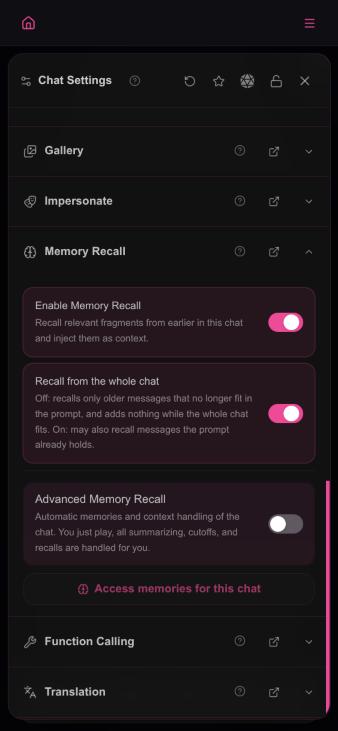 Chat Settings
Gallery
Impersonate
Memory Recall
Enable Memory Recall
Recall relevant fragments from earlier in this chat
and inject them as context.
Recall from the whole chat
Off: recalls only older messages that no longer fit in
the prompt, and adds nothing while the whole chat
fits. On: may also recall messages the prompt
already holds.
Advanced Memory Recall
Automatic memories and context handling of the
chat. You just play, all summarizing, cutoffs, and
recalls are handled for you.
Access memories for this chat
Function Calling
Translation